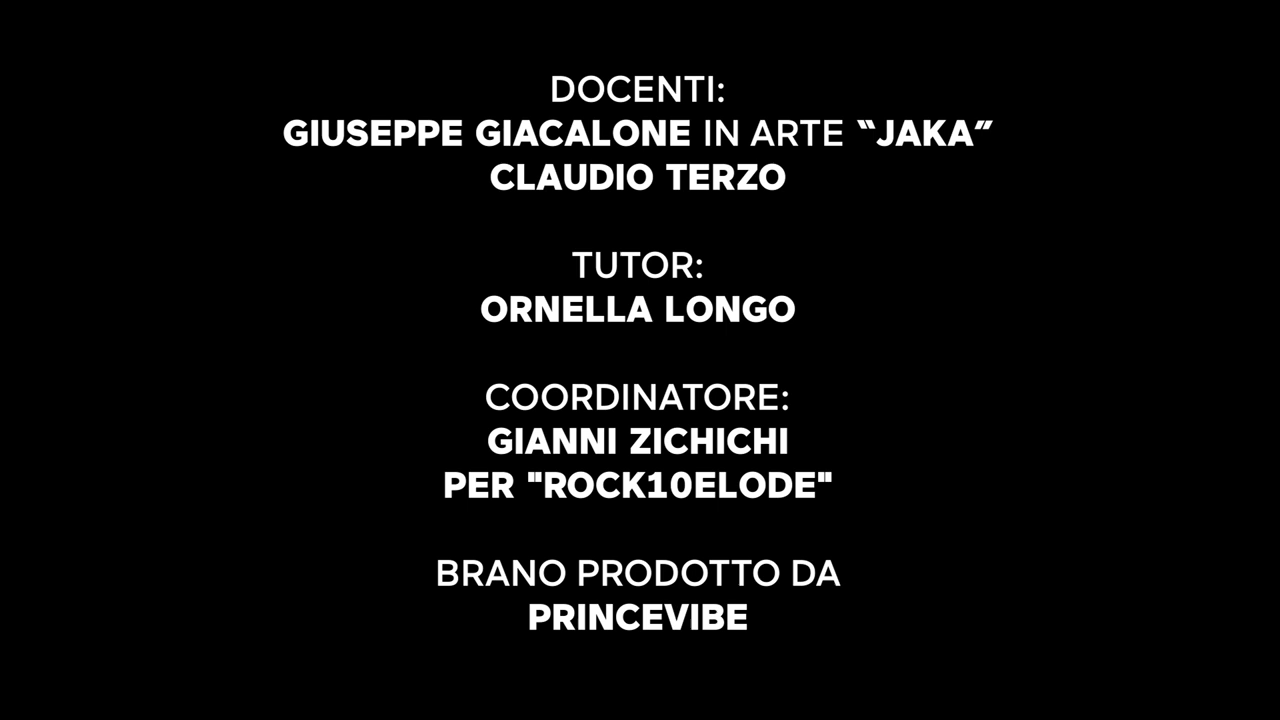 DOCENTI:
GIUSEPPE GIACALONE IN ARTE “JAKA”
CLAUDIO TERZO
TUTOR:
ORNELLA LONGO
COORDINATORE:
GIANNI ZICHICHI
PER "ROCK10ELODE"
BRANO PRODOTTO DA
PRINCEVIBE